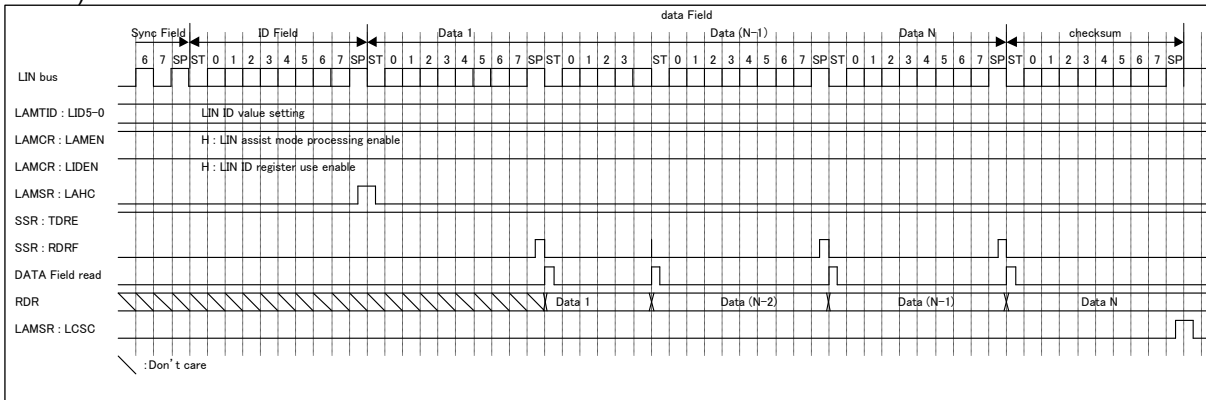 data Field
Sync Field ID Field Data 1 Data (N-1) Data N checksum
6 7 SP ST 0 1 2 3 4 5 6 7 SP ST 0 1 2 3 4 5 6 7 SP ST 0 1 2 3 ST 0 1 2 3 4 5 6 7 SP ST 0 1 2 3 4 5 6 7 SP ST 0 1 2 3 4 5 6 7 SP
LIN bus
LAMTID : LID5-0 LIN ID value setting
LAMCR : LAMEN H : LIN assist mode processing enable
LAMCR : LIDEN H : LIN ID register use enable
LAMSR : LAHC
SSR : TDRE
SSR : RDRF
DATA Field read
RDR Data 1 Data (N-2) Data (N-1) Data N
LAMSR : LCSC
:Don't care